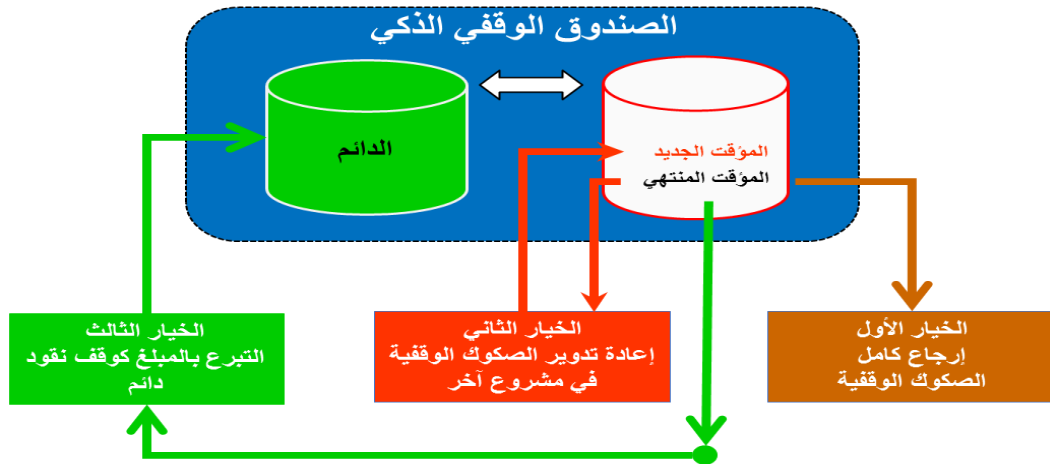 الصندوق الوقفي الذكي
المؤقت الجديد
المؤقت المنتهي
الدائم
الخيار الأول
إرجاع كامل
الصكوك الوقفية
الخيار الثاني
إعادة تدوير الصكوك الوقفية
في مشروع آخر
الخيار الثالث
التبرع بالمبلغ كوقف نقود
دائم